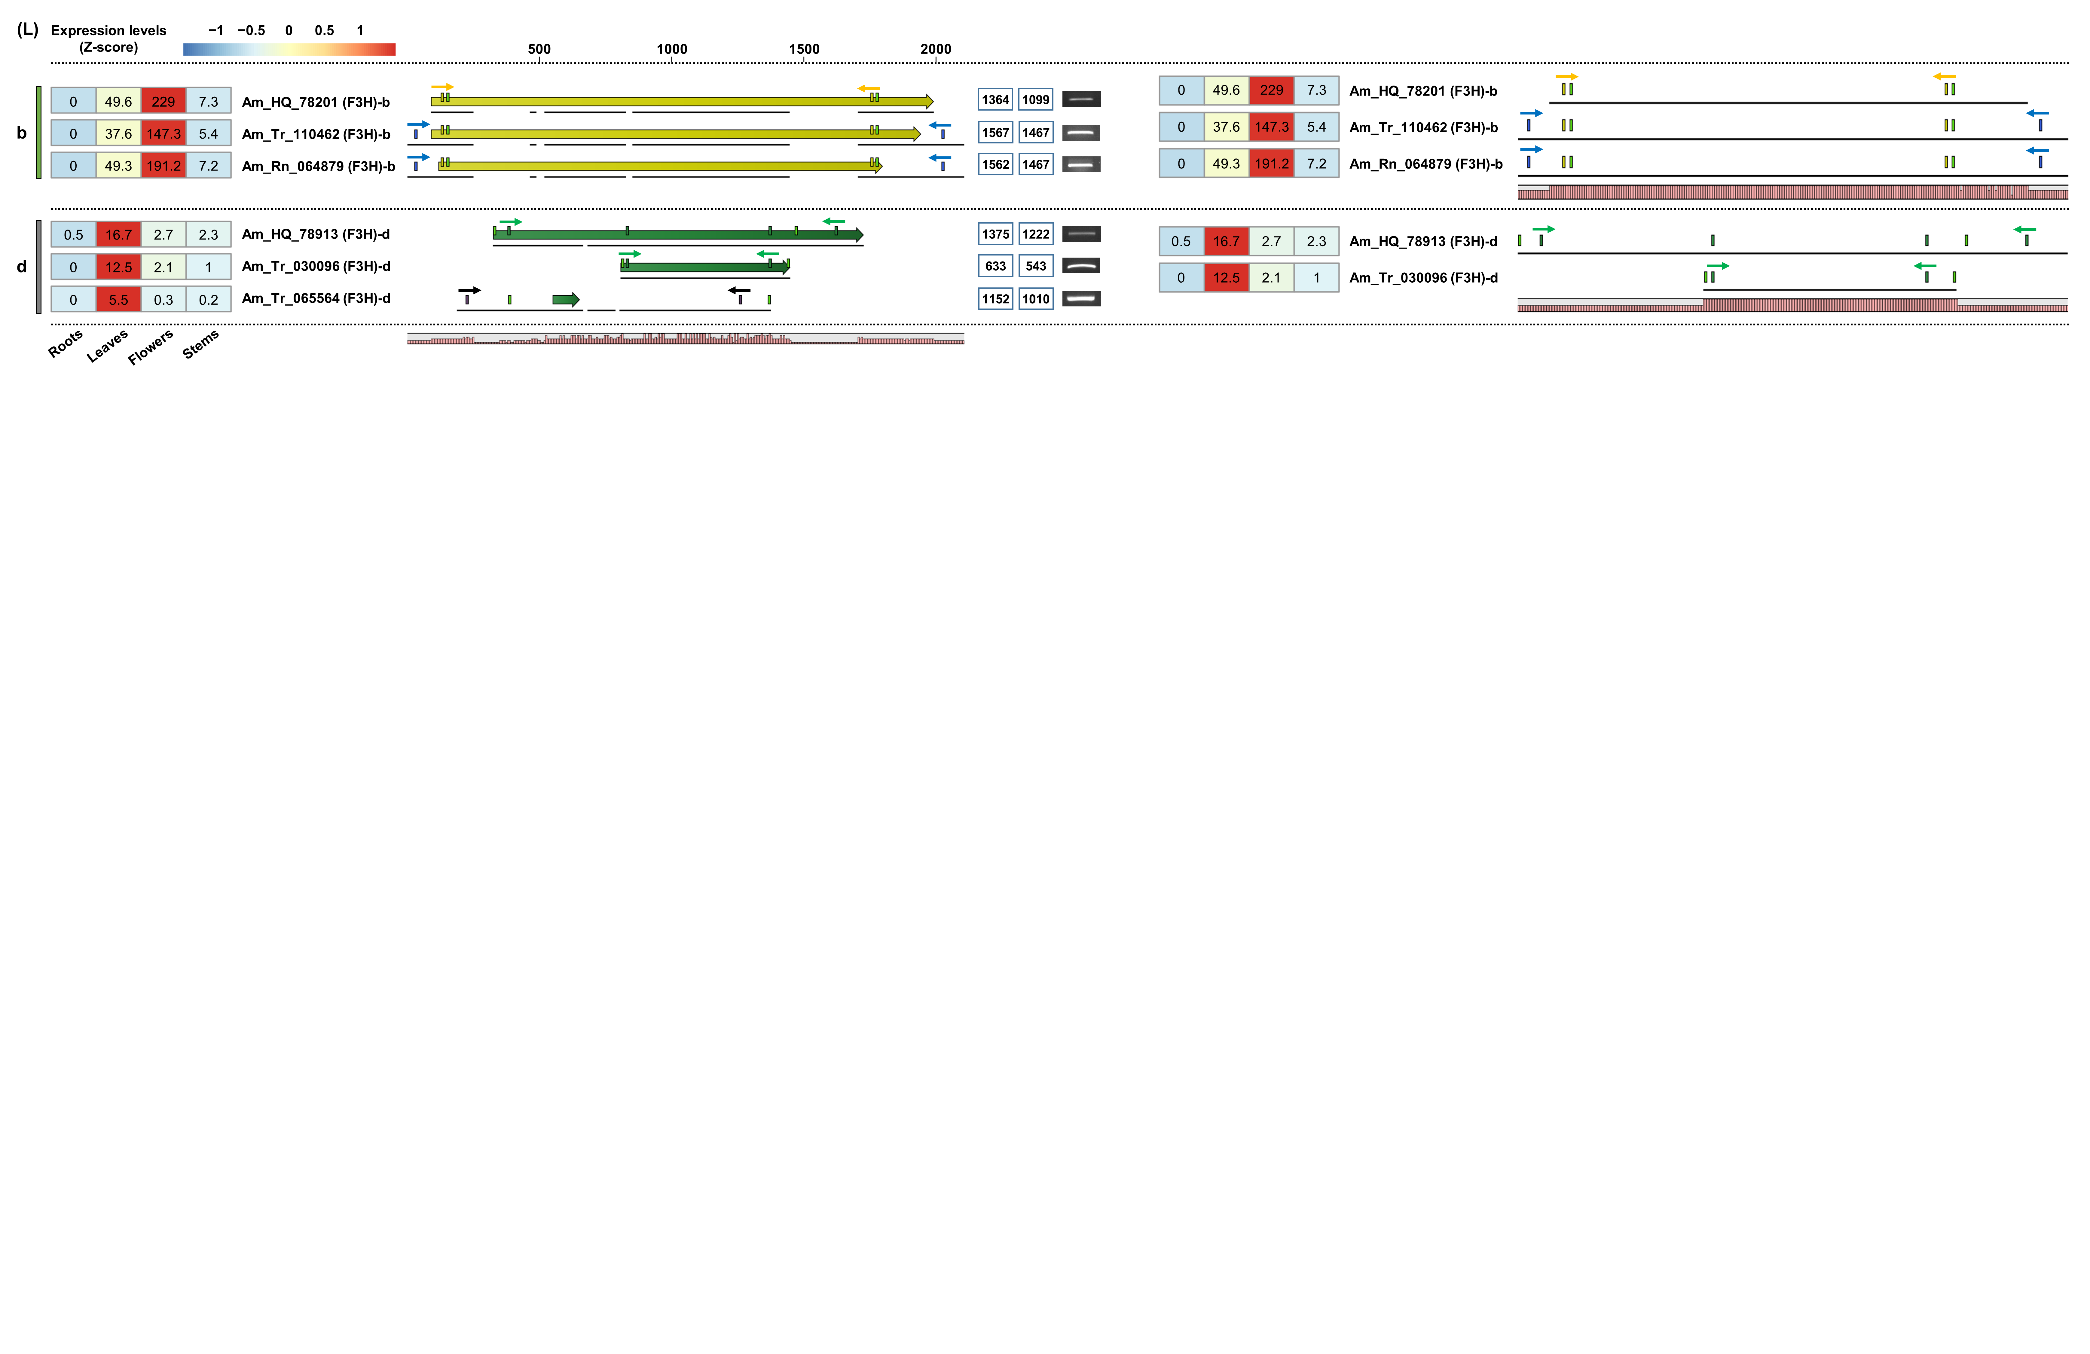 (L) Expression levels
(Z-score)
−1 −0.5 0 0.5 1
500 1000 1500 2000
b
0 49.6 229 7.3 Am_HQ_78201 (F3H)-b 1364 1099
0 37.6 147.3 5.4 Am_Tr_110462 (F3H)-b 1567 1467
0 49.3 191.2 7.2 Am_Rn_064879 (F3H)-b 1562 1467
0 49.6 229 7.3 Am_HQ_78201 (F3H)-b
0 37.6 147.3 5.4 Am_Tr_110462 (F3H)-b
0 49.3 191.2 7.2 Am_Rn_064879 (F3H)-b
d
0.5 16.7 2.7 2.3 Am_HQ_78913 (F3H)-d 1375 1222
0 12.5 2.1 1 Am_Tr_030096 (F3H)-d 633 543
0 5.5 0.3 0.2 Am_Tr_065564 (F3H)-d 1152 1010
0.5 16.7 2.7 2.3 Am_HQ_78913 (F3H)-d
0 12.5 2.1 1 Am_Tr_030096 (F3H)-d
Roots Leaves Flowers Stems